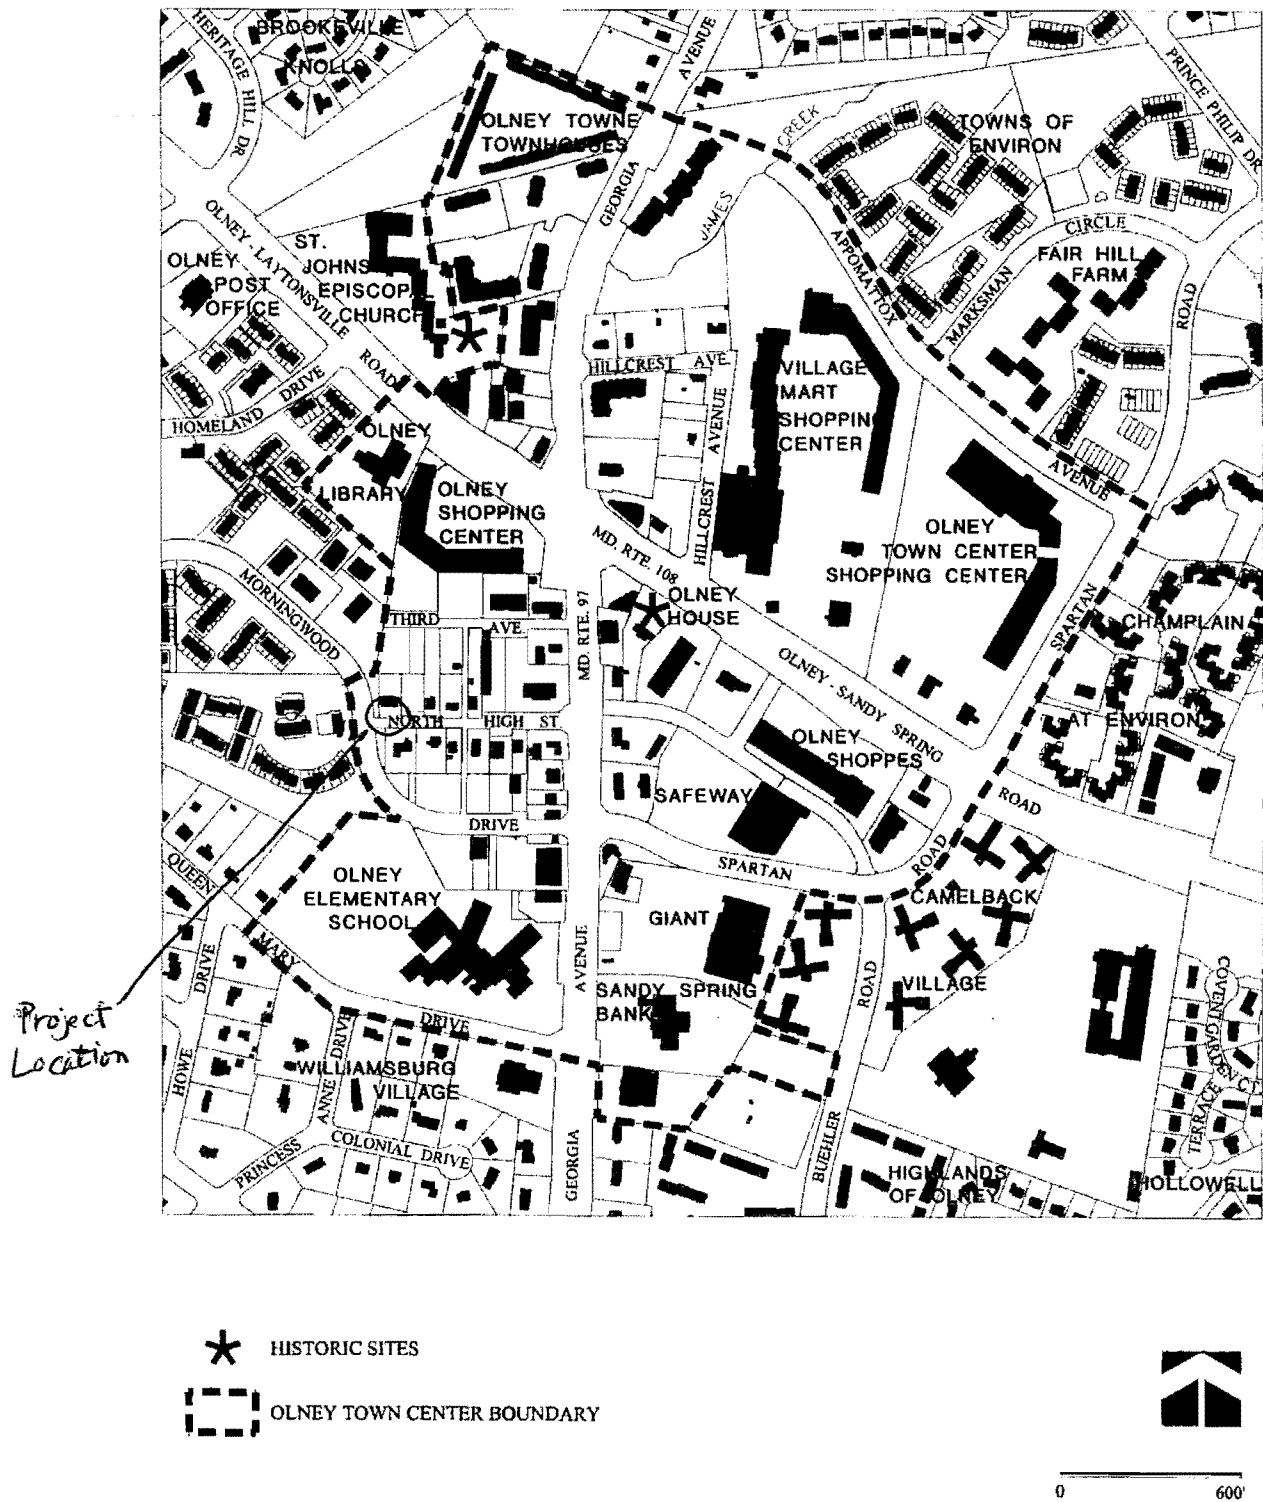 BROOKEVILLE
KNOLLS
HERITAGE HILL DR
AVENUE
PRINCE PHILIP DR
OLNEY TOWNE
TOWNHOUSES
CREEK
TOWNS OF
ENVIRON
GEORGIA
JAMES
CIRCLE
OLNEY - LAYTONSVILLE
ROAD
ST.
JOHNS
EPISCOPAL
CHURCH
OLNEY
POST
OFFICE
APPOMATTOX
MARKSMAN
FAIR HILL
FARM
ROAD
HILLCREST AVE
VILLAGE
MART
SHOPPING
CENTER
HOMELAND DRIVE
HILLCREST AVENUE
OLNEY
LIBRARY
OLNEY
SHOPPING
CENTER
AVENUE
OLNEY
TOWN CENTER
SHOPPING CENTER
MD. RTE. 108
MORNINGWOOD
THIRD AVE
MD. RTE. 97
OLNEY
HOUSE
SPARTAN
CHAMPLAIN
AT ENVIRON
OLNEY - SANDY SPRING
ROAD
NORTH HIGH ST
OLNEY
SHOPPES
SAFEWAY
DRIVE
SPARTAN
ROAD
QUEEN
MARY
DRIVE
OLNEY
ELEMENTARY
SCHOOL
GIANT
CAMELBACK
VILLAGE
AVENUE
ROAD
DRIVE
HOWE
SANDY SPRING
BANK
COVENT GARDEN CT
TERRACE
Project
Location
WILLIAMSBURG
VILLAGE
ANNE DRIVE
PRINCESS
COLONIAL DRIVE
GEORGIA
BUEHLER
HIGHLANDS
OF OLNEY
HOLLOWELL
HISTORIC SITES
OLNEY TOWN CENTER BOUNDARY
0 600'